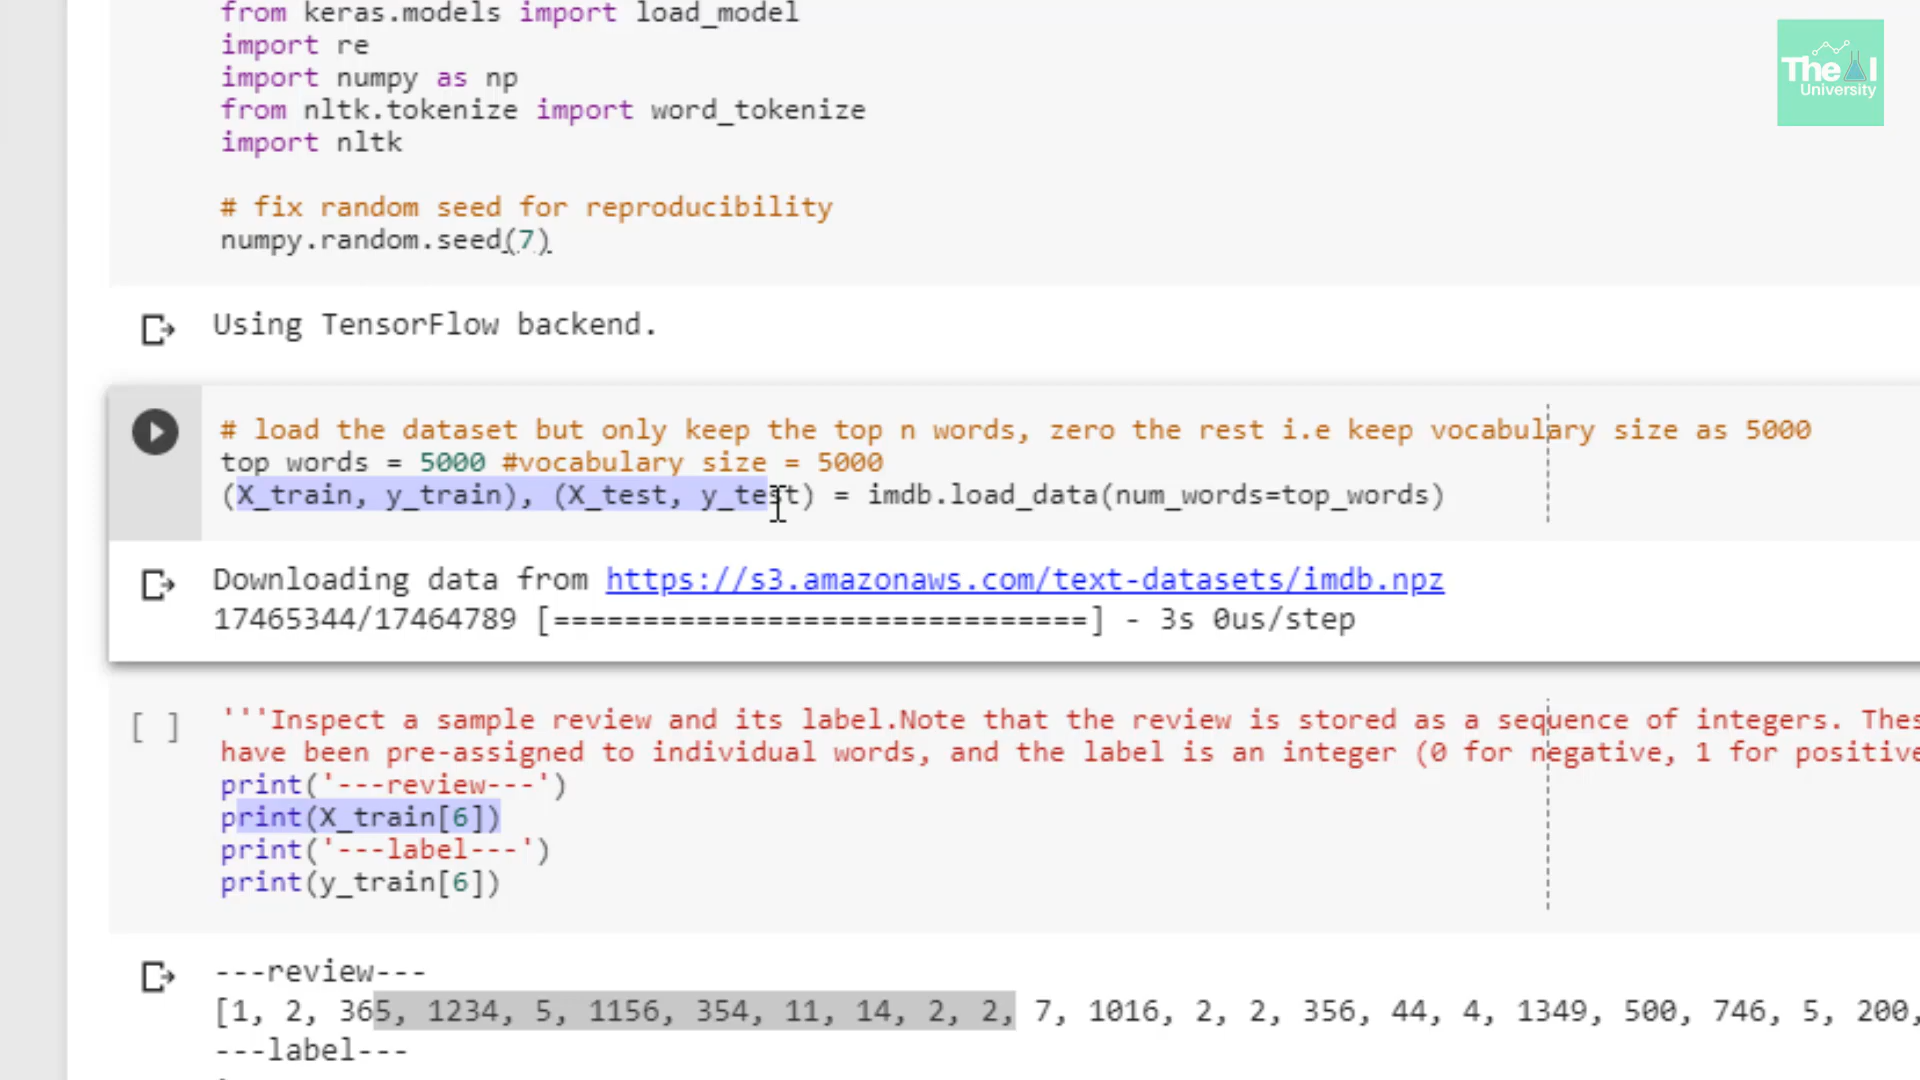 from keras.models import load_model
The AI
University
import re
import numpy as np
from nltk.tokenize import word_tokenize
import nltk
# fix random seed for reproducibility
numpy.random.seed(7)
Using TensorFlow backend.
# load the dataset but only keep the top n words, zero the rest i.e keep vocabulary size as 5000
top_words = 5000 #vocabulary size = 5000
(X_train, y_train), (X_test, y_test) = imdb.load_data(num_words=top_words)
Downloading data from https://s3.amazonaws.com/text-datasets/imdb.npz
17465344/17464789 [==============================] - 3s 0us/step
[ ] '''Inspect a sample review and its label.Note that the review is stored as a sequence of integers. Thes
have been pre-assigned to individual words, and the label is an integer (0 for negative, 1 for positive
print('---review---')
print(X_train[6])
print('---label---')
print(y_train[6])
---review---
[1, 2, 365, 1234, 5, 1156, 354, 11, 14, 2, 2, 7, 1016, 2, 2, 356, 44, 4, 1349, 500, 746, 5, 200,
---label---